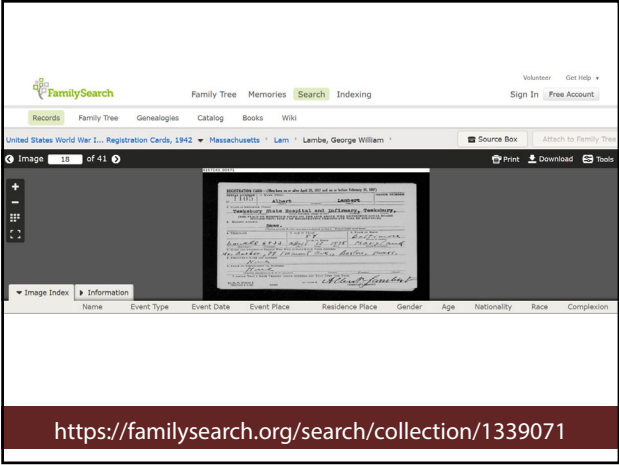 Volunteer Get Help
FamilySearch Family Tree Memories Search Indexing Sign In Free Account
Records Family Tree Genealogies Catalog Books Wiki
United States World War I... Registration Cards, 1942 Massachusetts Lam Lambe, George William Source Box Attach to Family Tree
Image 18 of 41 Print Download Tools
REGISTRATION CARD
1185 Albert Lambert
Tewksbury State Hospital and Infirmary, Tewksbury,
Same.
Image Index Information
Name Event Type Event Date Event Place Residence Place Gender Age Nationality Race Complexion
https://familysearch.org/search/collection/1339071